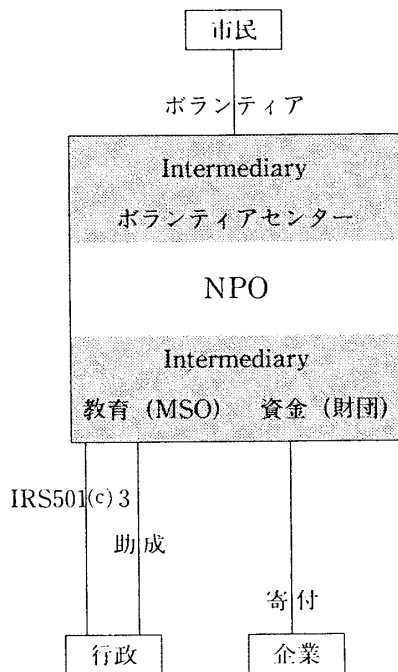 市民
ボランティア
Intermediary
ボランティアセンター
NPO
Intermediary
教育 (MSO) 資金 (財団)
IRS501(c)3
助成
寄付
行政 企業